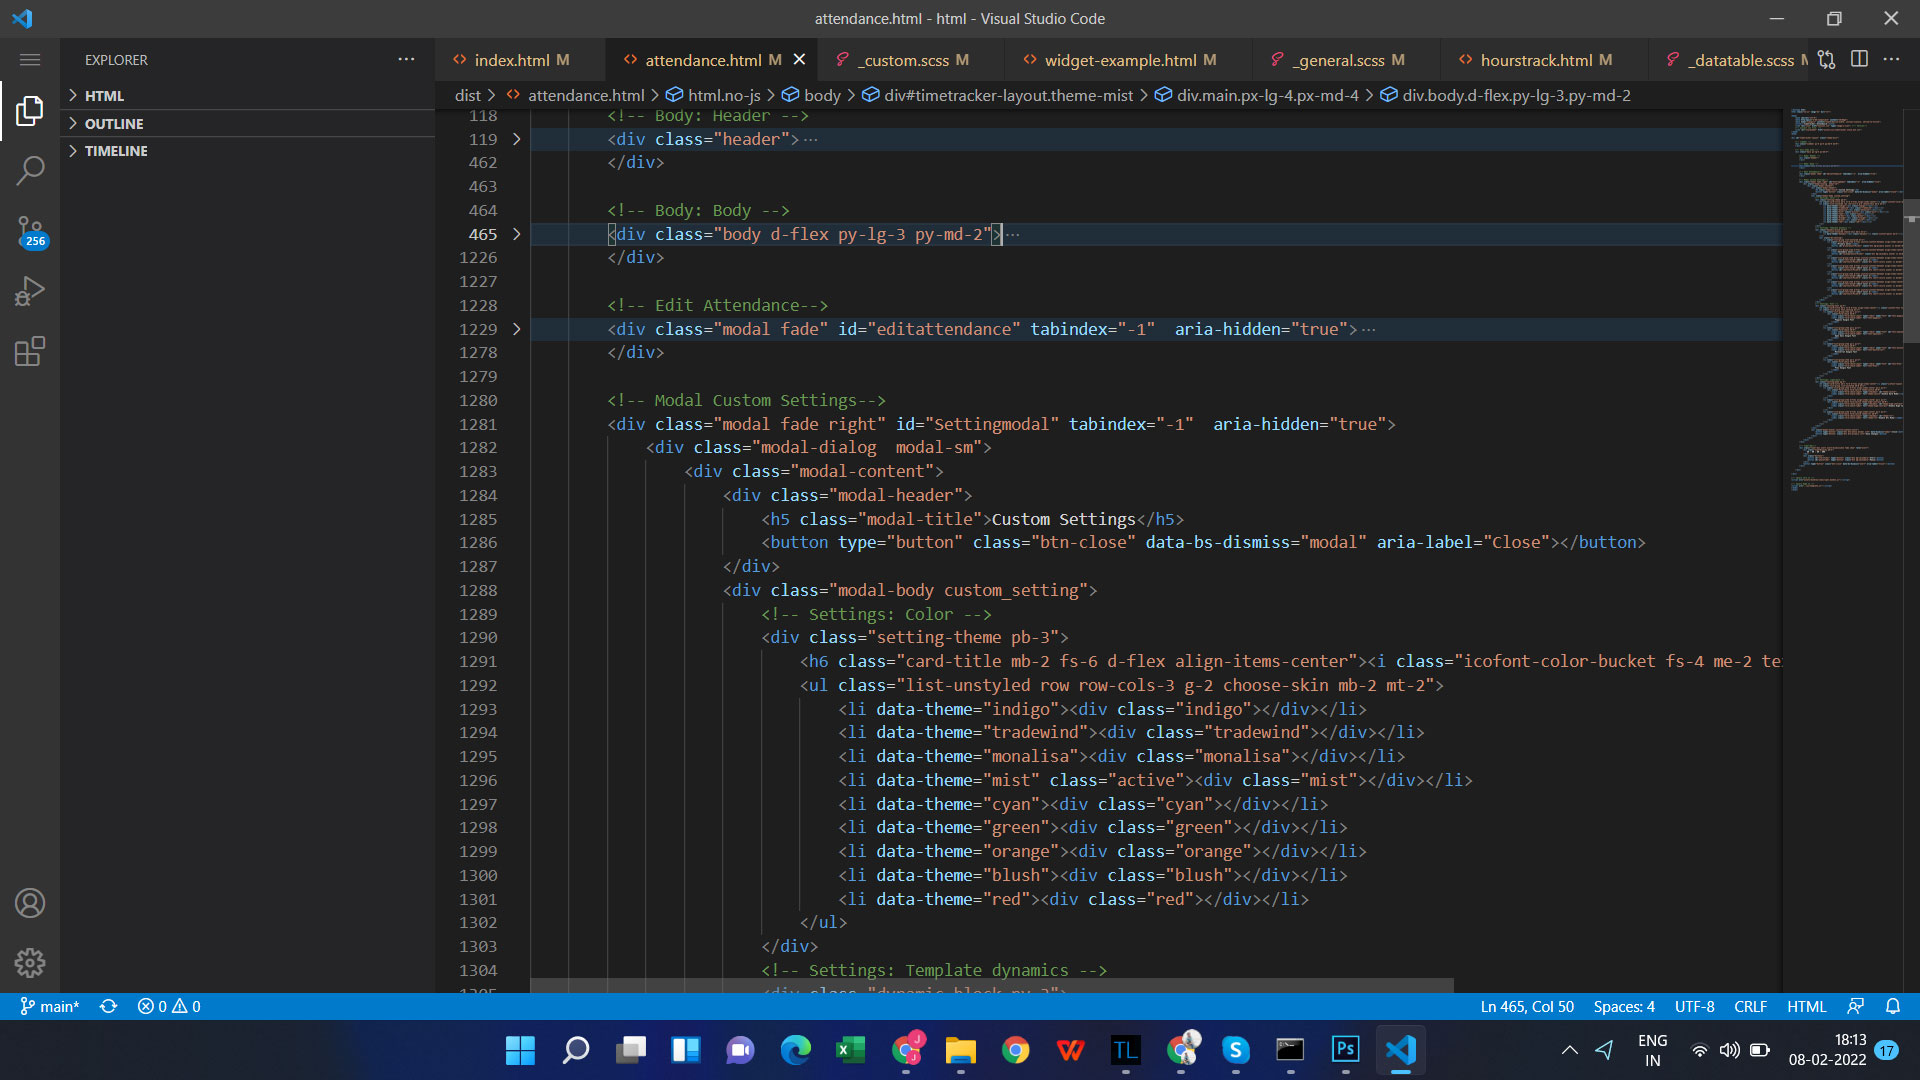 attendance.html - html - Visual Studio Code
EXPLORER
HTML
OUTLINE
TIMELINE
256
index.html M
attendance.html M
_custom.scss M
widget-example.html M
_general.scss M
hourstrack.html M
_datatable.scss
dist > attendance.html > html.no-js > body > div#timetracker-layout.theme-mist > div.main.px-lg-4.px-md-4 > div.body.d-flex.py-lg-3.py-md-2
118 <!-- Body: Header -->
119 <div class="header">
462 </div>
463
464 <!-- Body: Body -->
465 <div class="body d-flex py-lg-3 py-md-2">
1226 </div>
1227
1228 <!-- Edit Attendance-->
1229 <div class="modal fade" id="editattendance" tabindex="-1"  aria-hidden="true">
1278 </div>
1279
1280 <!-- Modal Custom Settings-->
1281 <div class="modal fade right" id="Settingmodal" tabindex="-1"  aria-hidden="true">
1282 <div class="modal-dialog  modal-sm">
1283 <div class="modal-content">
1284 <div class="modal-header">
1285 <h5 class="modal-title">Custom Settings</h5>
1286 <button type="button" class="btn-close" data-bs-dismiss="modal" aria-label="Close"></button>
1287 </div>
1288 <div class="modal-body custom_setting">
1289 <!-- Settings: Color -->
1290 <div class="setting-theme pb-3">
1291 <h6 class="card-title mb-2 fs-6 d-flex align-items-center"><i class="icofont-color-bucket fs-4 me-2 te
1292 <ul class="list-unstyled row row-cols-3 g-2 choose-skin mb-2 mt-2">
1293 <li data-theme="indigo"><div class="indigo"></div></li>
1294 <li data-theme="tradewind"><div class="tradewind"></div></li>
1295 <li data-theme="monalisa"><div class="monalisa"></div></li>
1296 <li data-theme="mist" class="active"><div class="mist"></div></li>
1297 <li data-theme="cyan"><div class="cyan"></div></li>
1298 <li data-theme="green"><div class="green"></div></li>
1299 <li data-theme="orange"><div class="orange"></div></li>
1300 <li data-theme="blush"><div class="blush"></div></li>
1301 <li data-theme="red"><div class="red"></div></li>
1302 </ul>
1303 </div>
1304 <!-- Settings: Template dynamics -->
main* 0 0
Ln 465, Col 50 Spaces: 4 UTF-8 CRLF HTML
TL
Ps
ENG
IN
18:13
08-02-2022
17